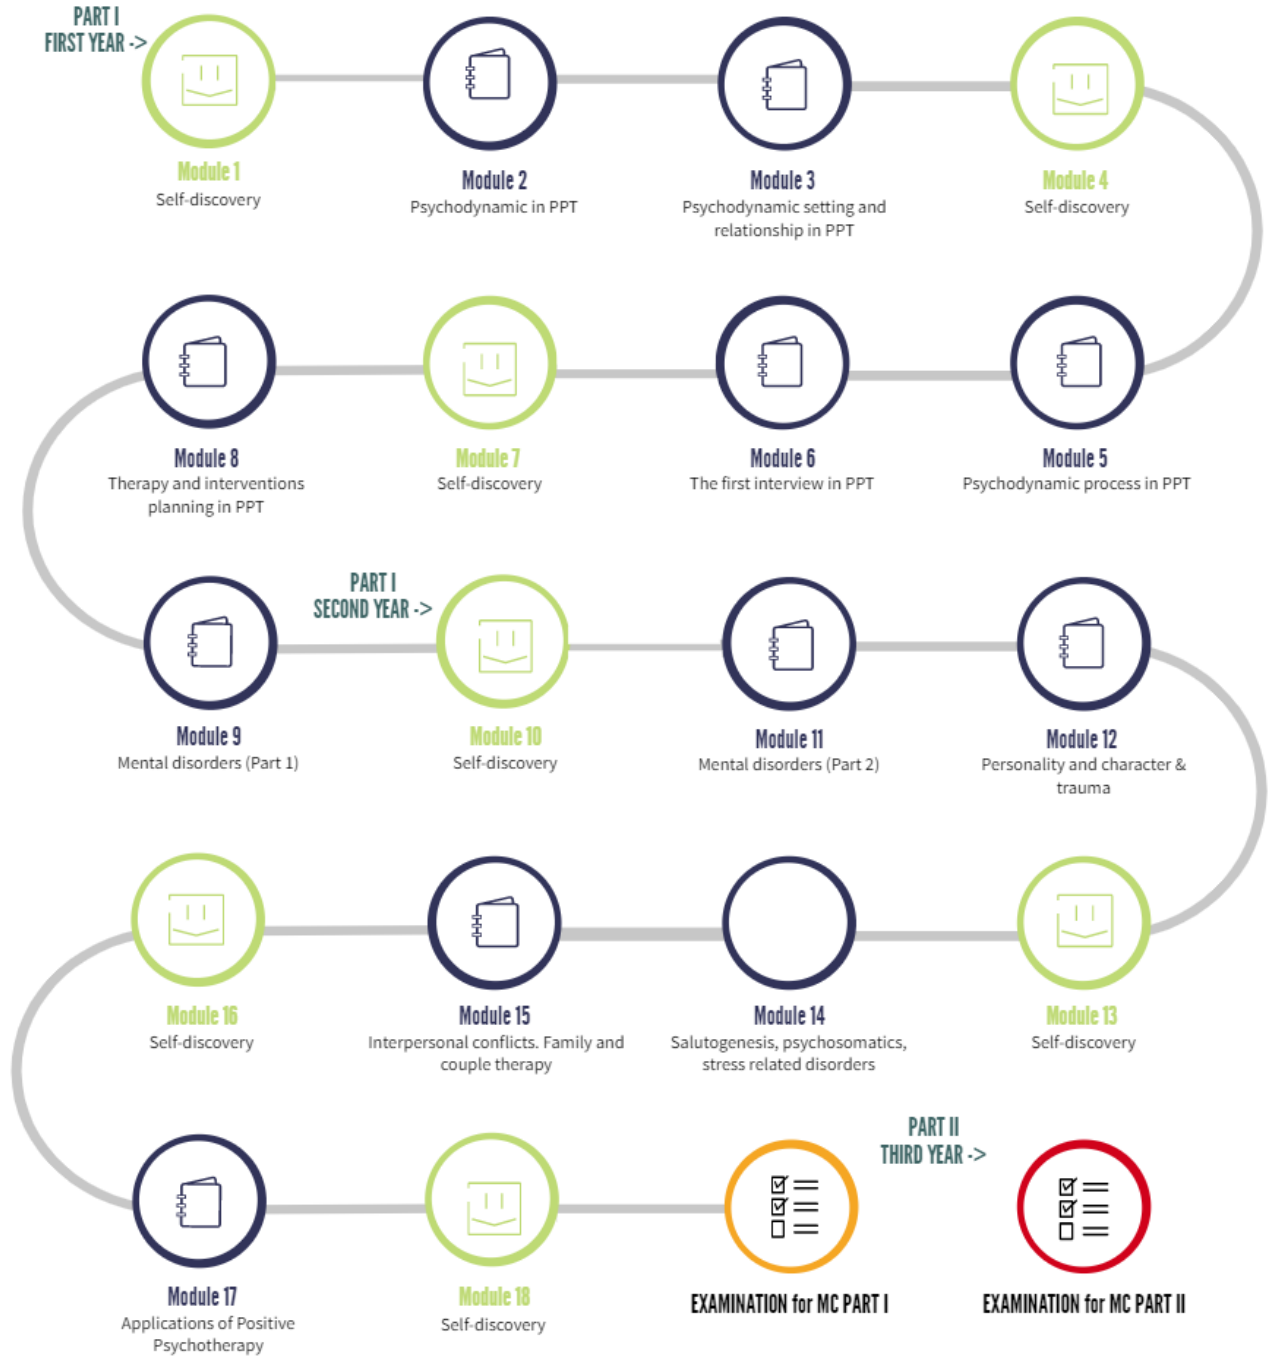 PART I
FIRST YEAR ->
Module 1
Self-discovery
Module 2
Psychodynamic in PPT
Module 3
Psychodynamic setting and
relationship in PPT
Module 4
Self-discovery
Module 5
Psychodynamic process in PPT
Module 6
The first interview in PPT
Module 7
Self-discovery
Module 8
Therapy and interventions
planning in PPT
Module 9
Mental disorders (Part 1)
PART I
SECOND YEAR ->
Module 10
Self-discovery
Module 11
Mental disorders (Part 2)
Module 12
Personality and character &
trauma
Module 13
Self-discovery
Module 14
Salutogenesis, psychosomatics,
stress related disorders
Module 15
Interpersonal conflicts. Family and
couple therapy
Module 16
Self-discovery
Module 17
Applications of Positive
Psychotherapy
Module 18
Self-discovery
EXAMINATION for MC PART I
PART II
THIRD YEAR ->
EXAMINATION for MC PART II